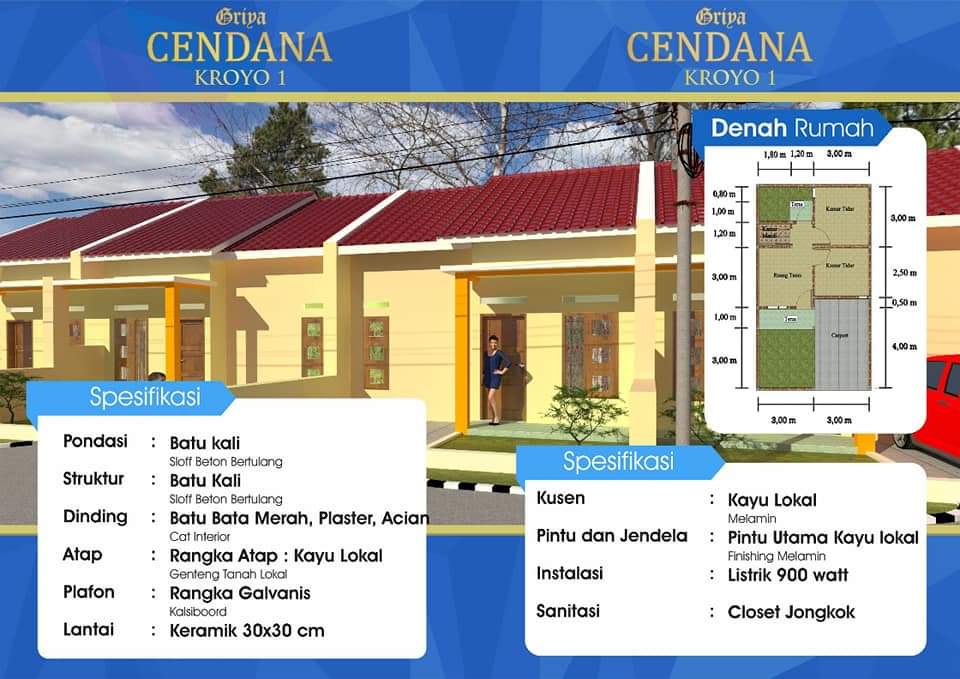 Griya
CENDANA
KROYO 1
Griya
CENDANA
KROYO 1
Spesifikasi
Pondasi : Batu kali
Sloff Beton Bertulang
Struktur : Batu Kali
Sloff Beton Bertulang
Dinding : Batu Bata Merah, Plaster, Acian
Cat Interior
Atap : Rangka Atap : Kayu Lokal
Genteng Tanah Lokal
Plafon : Rangka Galvanis
Kalsiboord
Lantai : Keramik 30x30 cm
Denah Rumah
1,80 m 1,20 m 3,00 m
0,80 m
1,00 m
1,20 m
3,00 m
1,00 m
3,00 m
Teras
Kamar Tidur
Kamar Tidur
Ruang Tamu
Teras
Carport
3,00 m
2,50 m
0,50 m
4,00 m
3,00 m 3,00 m
Spesifikasi
Kusen : Kayu Lokal
Melamin
Pintu dan Jendela : Pintu Utama Kayu lokal
Finishing Melamin
Instalasi : Listrik 900 watt
Sanitasi : Closet Jongkok